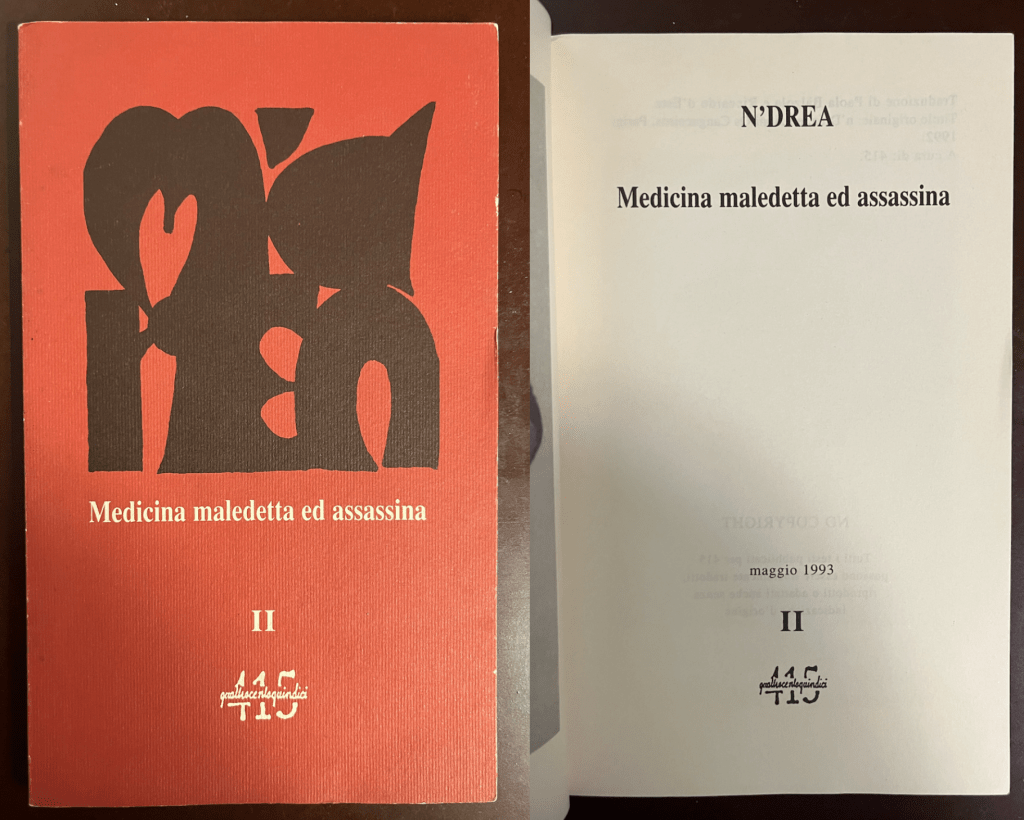 Medicina maledetta ed assassina
II
415
quattrocentoquindici
N'DREA
Medicina maledetta ed assassina
maggio 1993
II
415
quattrocentoquindici